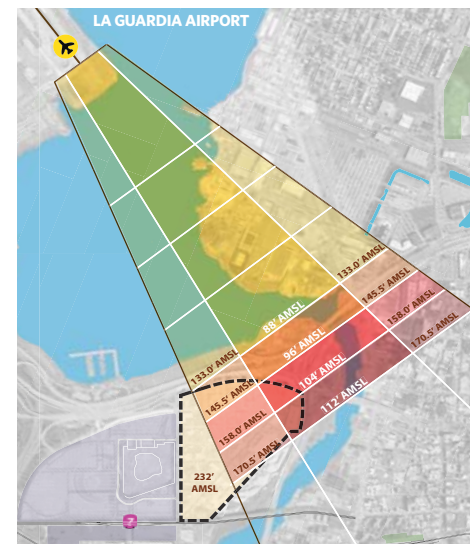 LA GUARDIA AIRPORT
133.0' AMSL
145.5' AMSL
158.0' AMSL
170.5' AMSL
88' AMSL
96' AMSL
104' AMSL
112' AMSL
133.0' AMSL
145.5' AMSL
158.0' AMSL
170.5' AMSL
232'
AMSL
7